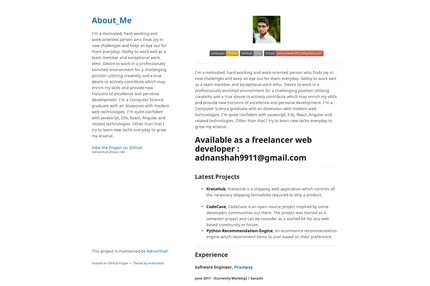 About_Me
I'm a motivated, hard-working and
work-oriented person who finds joy in
new challenges and keep an eye out for
them everyday. Ability to work well as a
team member and exceptional work
ethic. Desire to work in a professionally
enriched environment for a challenging
position utilizing creativity and a true
desire to actively contribute which may
enrich my skills and provide new
horizons of excellence and personal
development. I'm a Computer Science
graduate with an obsession with modern
web technologies. I'm quite confident
with Javascript, ES6, React, Angular and
related technologies. Other than that I
try to learn new techs everyday to grow
my arsenal.
View the Project on GitHub
AdnanShah/About_Me
This project is maintained by AdnanShah
Hosted on GitHub Pages — Theme by orderedlist
LinkedIn
GitHub
Email adnanshah9911@gmail.com
I'm a motivated, hard-working and work-oriented person who finds joy in
new challenges and keep an eye out for them everyday. Ability to work well
as a team member and exceptional work ethic. Desire to work in a
professionally enriched environment for a challenging position utilizing
creativity and a true desire to actively contribute which may enrich my skills
and provide new horizons of excellence and personal development. I'm a
Computer Science graduate with an obsession with modern web
technologies. I'm quite confident with Javascript, ES6, React, Angular and
related technologies. Other than that I try to learn new techs everyday to
grow my arsenal.
Available as a freelancer web
developer :
adnanshah9911@gmail.com
Latest Projects
KretaHub, KretaHub is a shipping web application which controls all
the necessary shipping formalities required to ship a product.
CodeCave, CodeCave is an open source project inspired by some
developers communities out there. The project was started as a
semester project and can be consider as a started kit for any web
based community or forum.
Python-Recommendation Engine, An ecommerce recommendation
engine which recommend items to user based on their preference
Experience
Software Engineer, Prismpay
June 2017 - (Currently Working) | Karachi